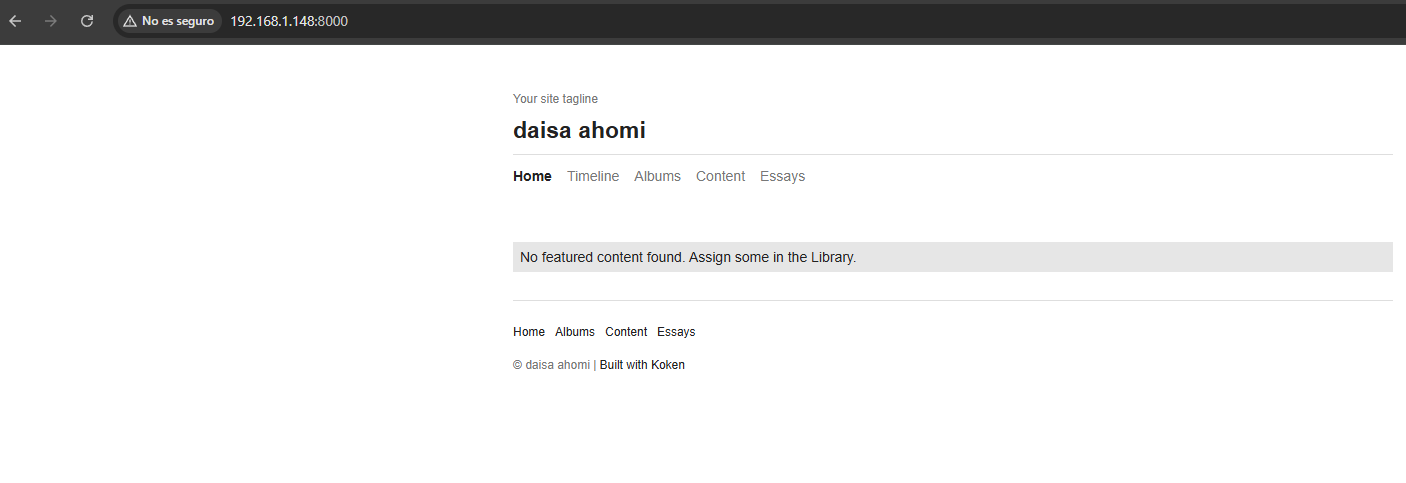 No es seguro 192.168.1.148:8000
Your site tagline
daisa ahomi
Home Timeline Albums Content Essays
No featured content found. Assign some in the Library.
Home Albums Content Essays
© daisa ahomi | Built with Koken